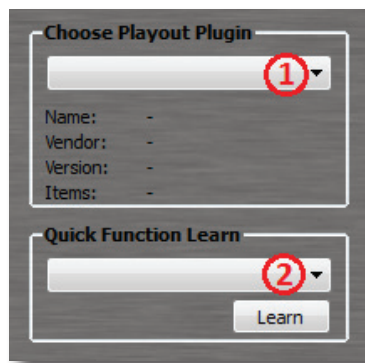 Choose Playout Plugin
1
Name: -
Vendor: -
Version: -
Items: -
Quick Function Learn
2
Learn